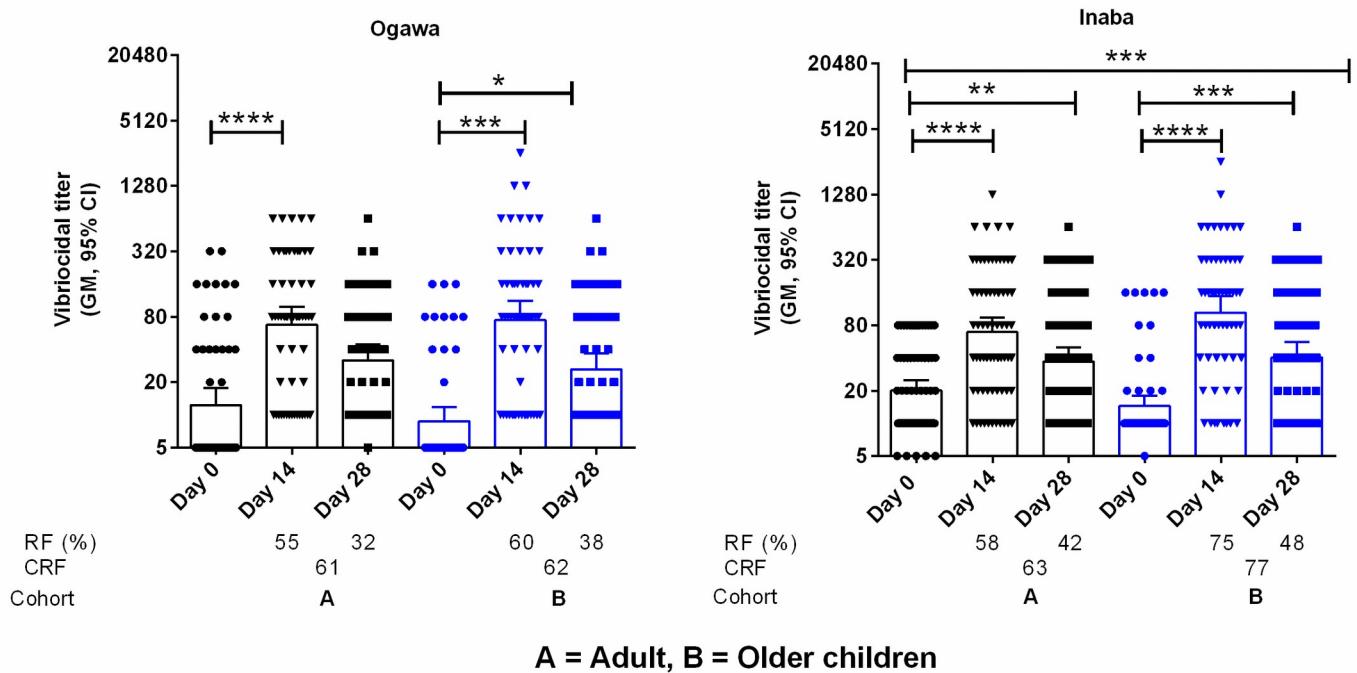 Ogawa
Vibriocidal titer
(GM, 95% CI)
20480
5120
1280
320
80
20
5
****
*
***
Day 0
Day 14
Day 28
Day 0
Day 14
Day 28
RF (%) 55 32 60 38
CRF 61 62
Cohort A B
Inaba
Vibriocidal titer
(GM, 95% CI)
20480
5120
1280
320
80
20
5
***
**
***
****
****
Day 0
Day 14
Day 28
Day 0
Day 14
Day 28
RF (%) 58 42 75 48
CRF 63 77
Cohort A B
A = Adult, B = Older children